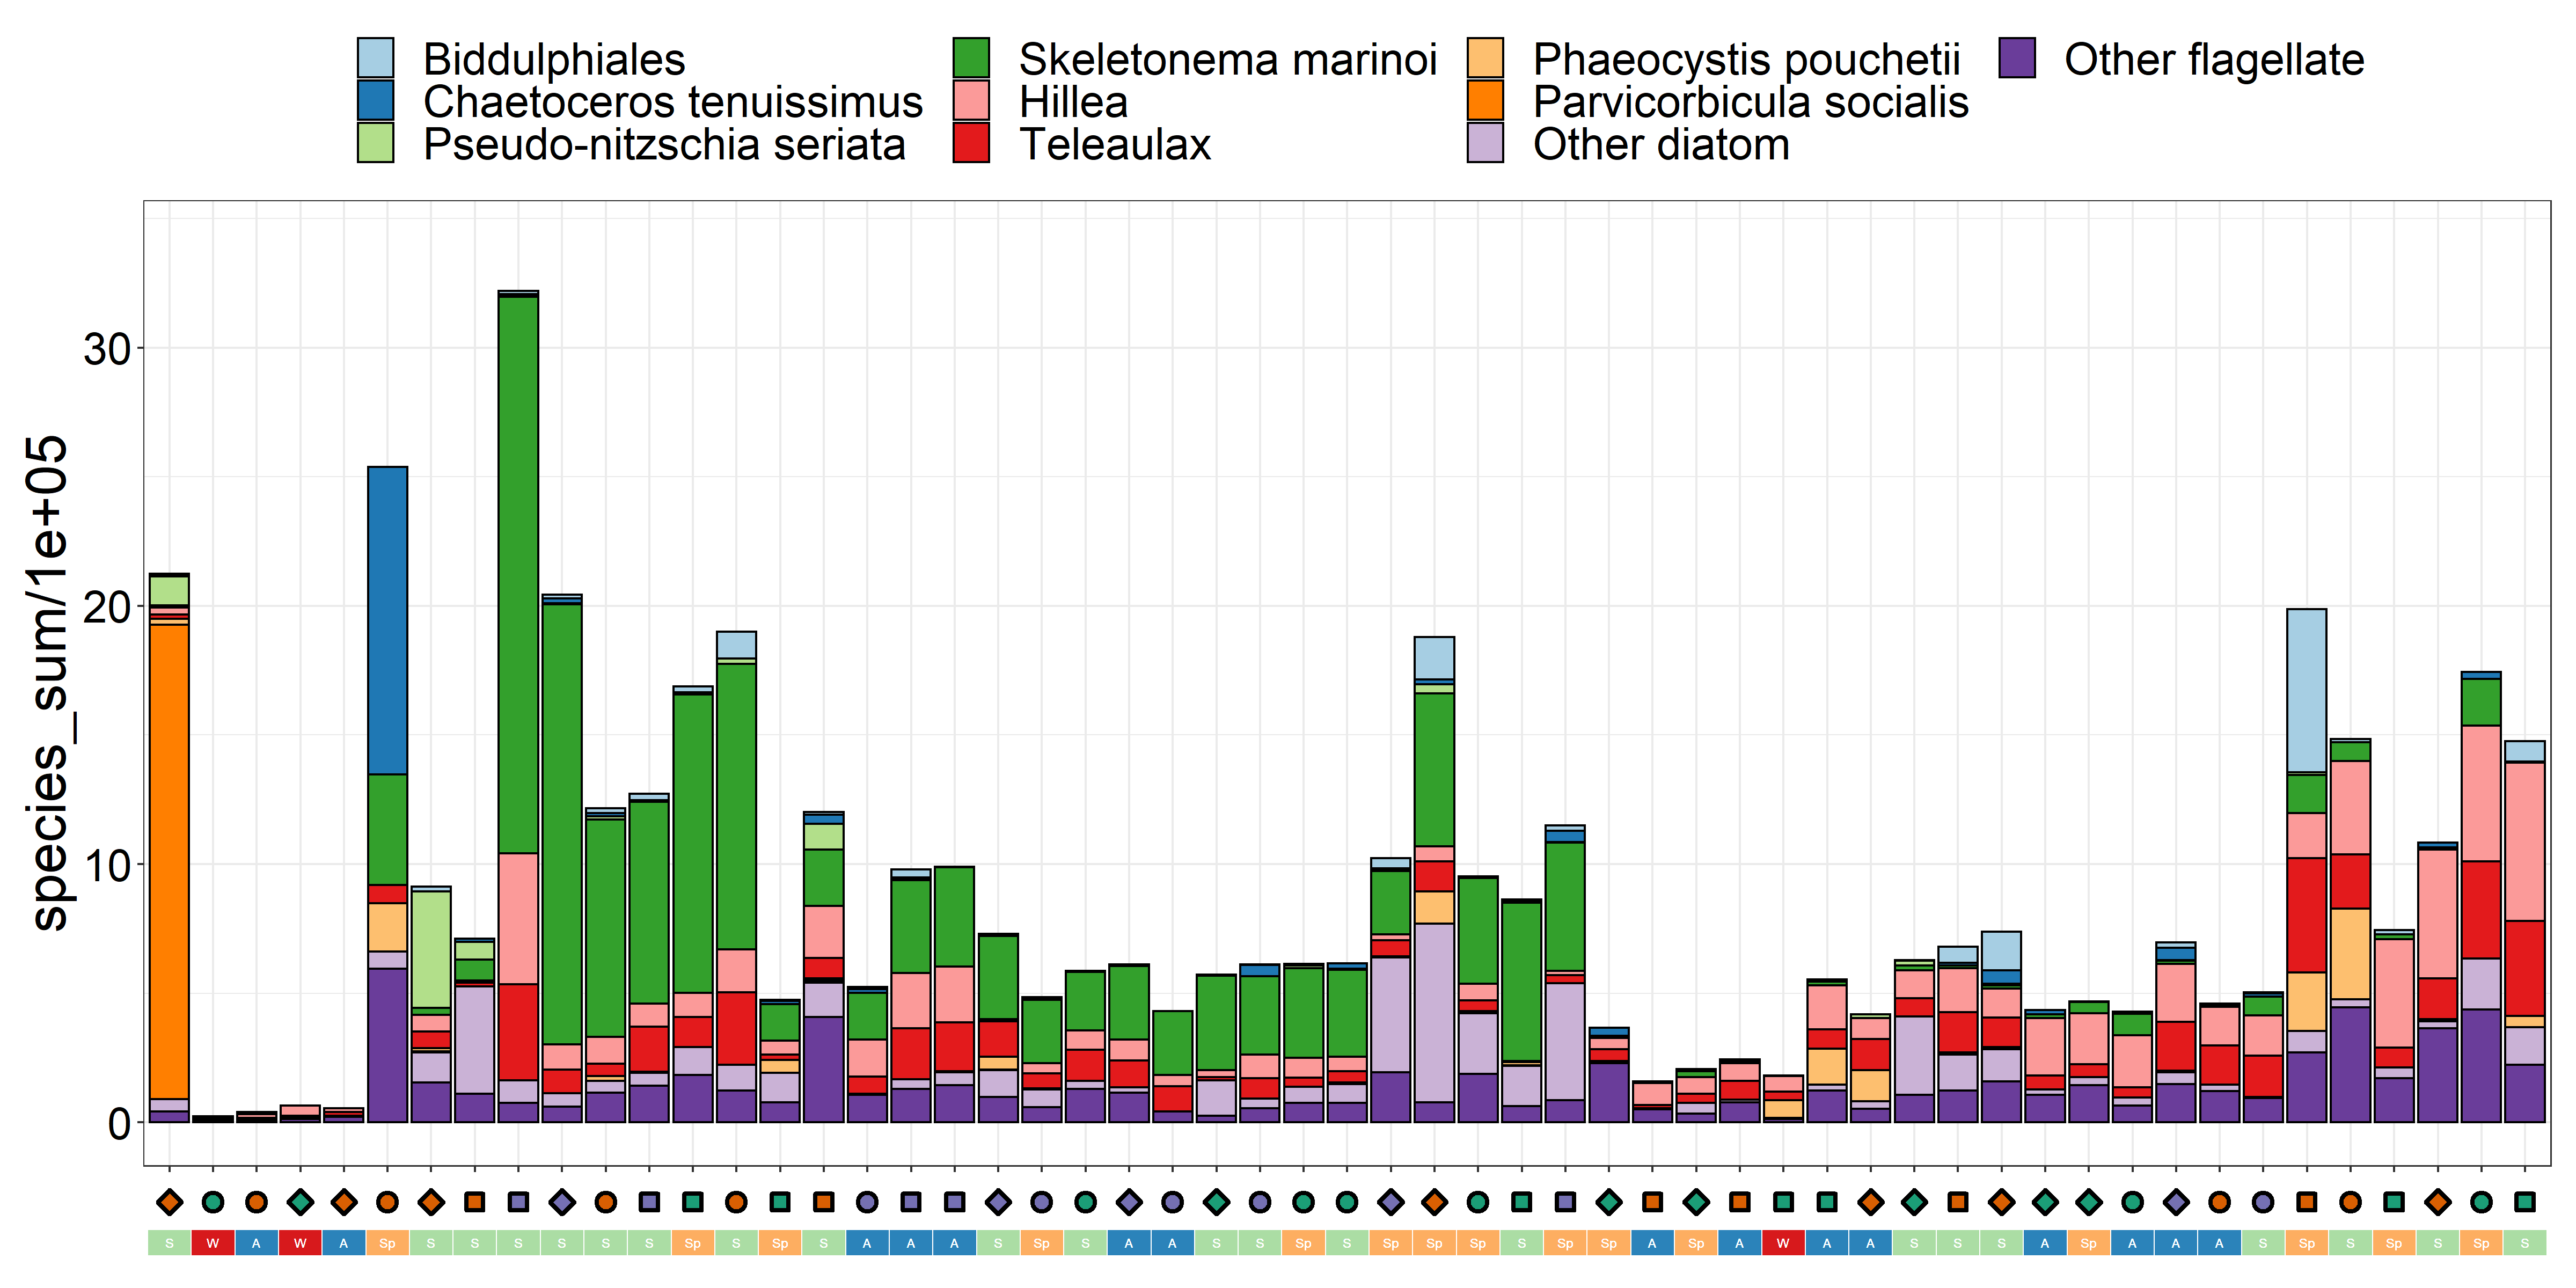 Biddulphiales Skeletonema marinoi Phaeocystis pouchetii Other flagellate
Chaetoceros tenuissimus Hillea Parvicorbicula socialis
Pseudo-nitzschia seriata Teleaulax Other diatom
species_sum/1e+05
30
20
10
0
S W A W A Sp S S S S S S Sp S Sp S A A A S Sp S A A S S Sp S Sp Sp Sp S Sp Sp A Sp A W A A S S S A Sp A A A S Sp S Sp S Sp S